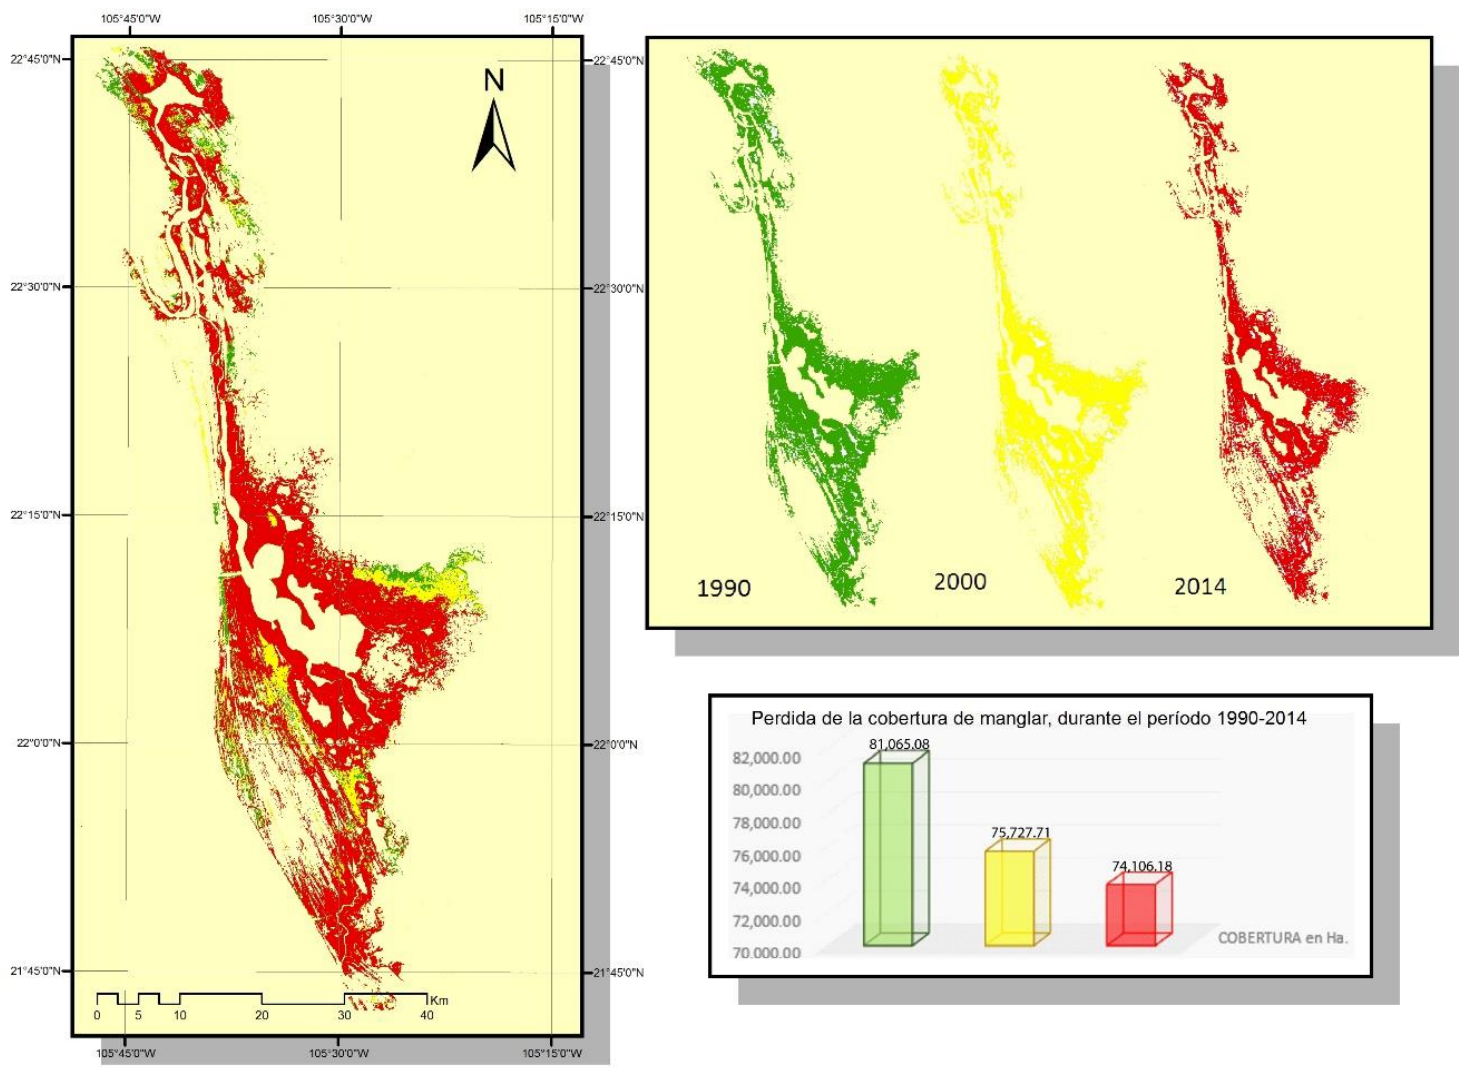 105°45'0"W 105°30'0"W 105°15'0"W
22°45'0"N 22°45'0"N
N
22°30'0"N 22°30'0"N
22°15'0"N 22°15'0"N
22°0'0"N 22°0'0"N
21°45'0"N 21°45'0"N
Km
0 5 10 20 30 40
105°45'0"W 105°30'0"W 105°15'0"W
1990 2000 2014
Perdida de la cobertura de manglar, durante el período 1990-2014
81,065.08
82,000.00
80,000.00
78,000.00
75,727.71
76,000.00
74,106.18
74,000.00
72,000.00
COBERTURA en Ha.
70.000.00